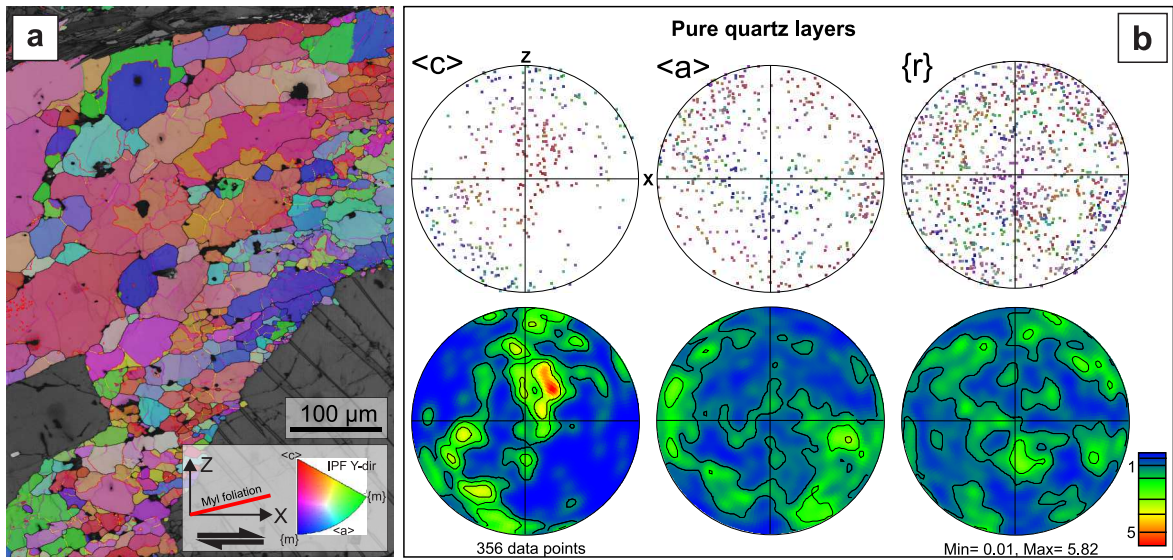 a
100 µm
Z
Myl foliation
X
<c>
IPF Y-dir
{m}
{m}
<a>
b
Pure quartz layers
<c>
<a>
{r}
Z
X
356 data points
1
5
Min= 0.01, Max= 5.82